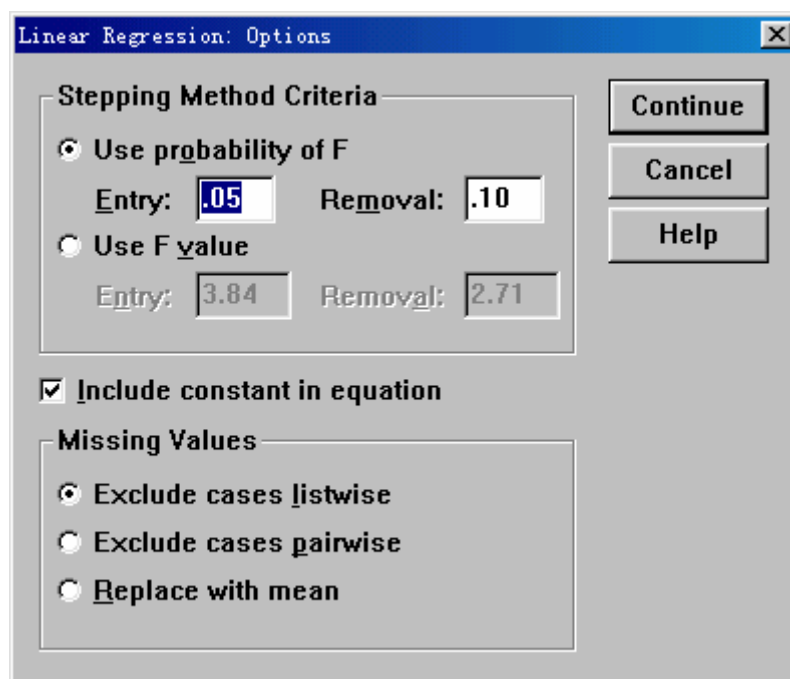 Linear Regression: Options
Stepping Method Criteria
Use probability of F
Entry: .05 Removal: .10
Use F value
Entry: 3.84 Removal: 2.71
Include constant in equation
Missing Values
Exclude cases listwise
Exclude cases pairwise
Replace with mean
Continue
Cancel
Help